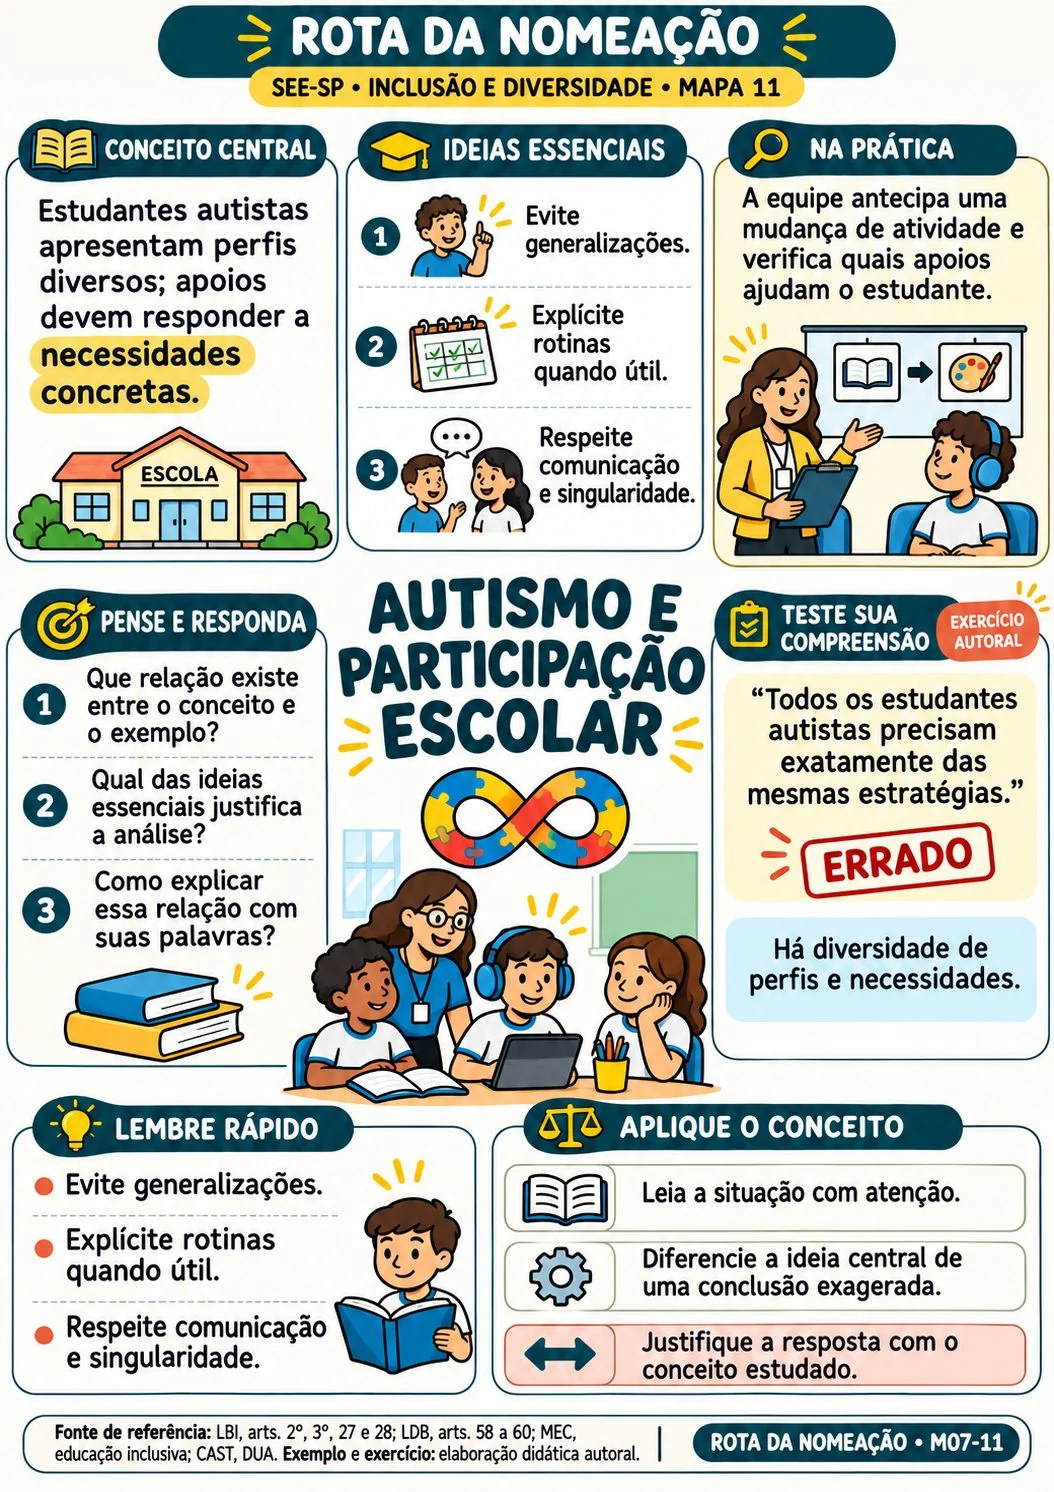 ROTA DA NOMEAÇÃO
SEE-SP • INCLUSÃO E DIVERSIDADE • MAPA 11
CONCEITO CENTRAL
Estudantes autistas
apresentam perfis
diversos; apoios
devem responder a
necessidades
concretas.
ESCOLA
IDEIAS ESSENCIAIS
1
Evite
generalizações.
2
Explícite
rotinas
quando útil.
3
Respeite
comunicação
e singularidade.
NA PRÁTICA
A equipe antecipa uma
mudança de atividade e
verifica quais apoios
ajudam o estudante.
PENSE E RESPONDA
1
Que relação existe
entre o conceito e
o exemplo?
2
Qual das ideias
essenciais justifica
a análise?
3
Como explicar
essa relação com
suas palavras?
AUTISMO E
PARTICIPAÇÃO
ESCOLAR
TESTE SUA
COMPREENSÃO
EXERCÍCIO
AUTORAL
“Todos os estudantes
autistas precisam
exatamente das
mesmas estratégias.”
ERRADO
Há diversidade de
perfis e necessidades.
LEMBRE RÁPIDO
Evite generalizações.
Explícite rotinas
quando útil.
Respeite comunicação
e singularidade.
APLIQUE O CONCEITO
Leia a situação com atenção.
Diferencie a ideia central de
uma conclusão exagerada.
Justifique a resposta com o
conceito estudado.
Fonte de referência: LBI, arts. 2º, 3º, 27 e 28; LDB, arts. 58 a 60; MEC,
educação inclusiva; CAST, DUA. Exemplo e exercício: elaboração didática autoral.
ROTA DA NOMEAÇÃO • M07-11